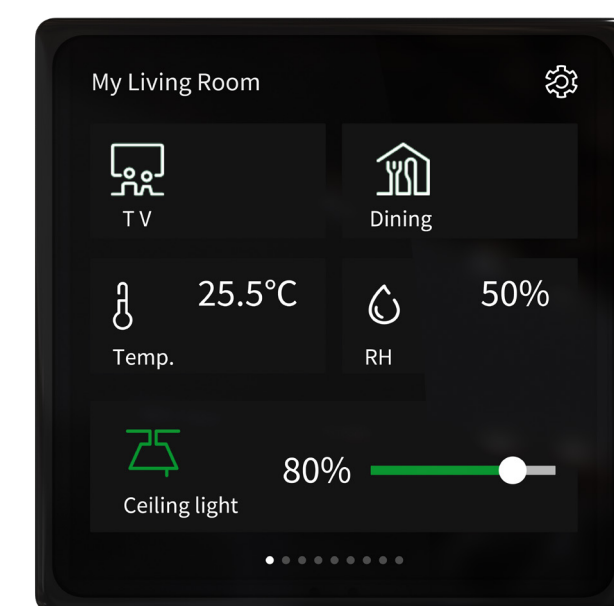 My Living Room
T V
Dining
25.5°C
Temp.
50%
RH
80%
Ceiling light